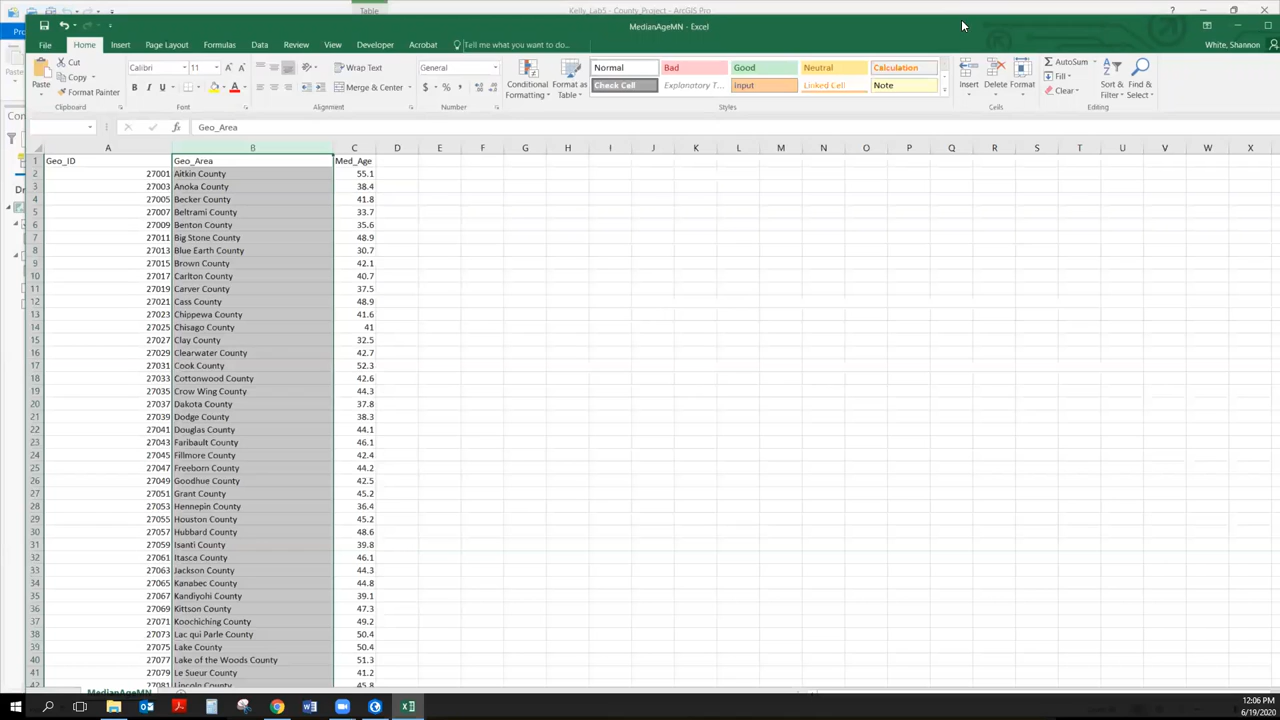 Table
Kelly_Lab5 - County_Project - ArcGIS Pro
MedianAgeMN - Excel
File Home Insert Page Layout Formulas Data Review View Developer Acrobat Tell me what you want to do... White, Shannon
Paste Cut Copy Format Painter Clipboard
Calibri 11 B I U Font
Wrap Text Merge & Center Alignment
General $ % , Number
Conditional Formatting Format as Table
Normal Bad Good Neutral Calculation
Check Cell Explanatory T... Input Linked Cell Note
Styles
Insert Delete Format Cells
AutoSum Fill Clear Sort & Filter Find & Select Editing
Geo_Area
A B C D E F G H I J K L M N O P Q R S T U V W X
1 Geo_ID Geo_Area Med_Age
2 27001 Aitkin County 55.1
3 27003 Anoka County 38.4
4 27005 Becker County 41.8
5 27007 Beltrami County 33.7
6 27009 Benton County 35.6
7 27011 Big Stone County 48.9
8 27013 Blue Earth County 30.7
9 27015 Brown County 42.1
10 27017 Carlton County 40.7
11 27019 Carver County 37.5
12 27021 Cass County 48.9
13 27023 Chippewa County 41.6
14 27025 Chisago County 41
15 27027 Clay County 32.5
16 27029 Clearwater County 42.7
17 27031 Cook County 52.3
18 27033 Cottonwood County 42.6
19 27035 Crow Wing County 44.3
20 27037 Dakota County 37.8
21 27039 Dodge County 38.3
22 27041 Douglas County 44.1
23 27043 Faribault County 46.1
24 27045 Fillmore County 42.4
25 27047 Freeborn County 44.2
26 27049 Goodhue County 42.5
27 27051 Grant County 45.2
28 27053 Hennepin County 36.4
29 27055 Houston County 45.2
30 27057 Hubbard County 48.6
31 27059 Isanti County 39.8
32 27061 Itasca County 46.1
33 27063 Jackson County 44.3
34 27065 Kanabec County 44.8
35 27067 Kandiyohi County 39.1
36 27069 Kittson County 47.3
37 27071 Koochiching County 49.2
38 27073 Lac qui Parle County 50.4
39 27075 Lake County 50.4
40 27077 Lake of the Woods County 51.3
41 27079 Le Sueur County 41.2
42 27081 Lincoln County 45.8
MedianAgeMN
12:06 PM
6/19/2020